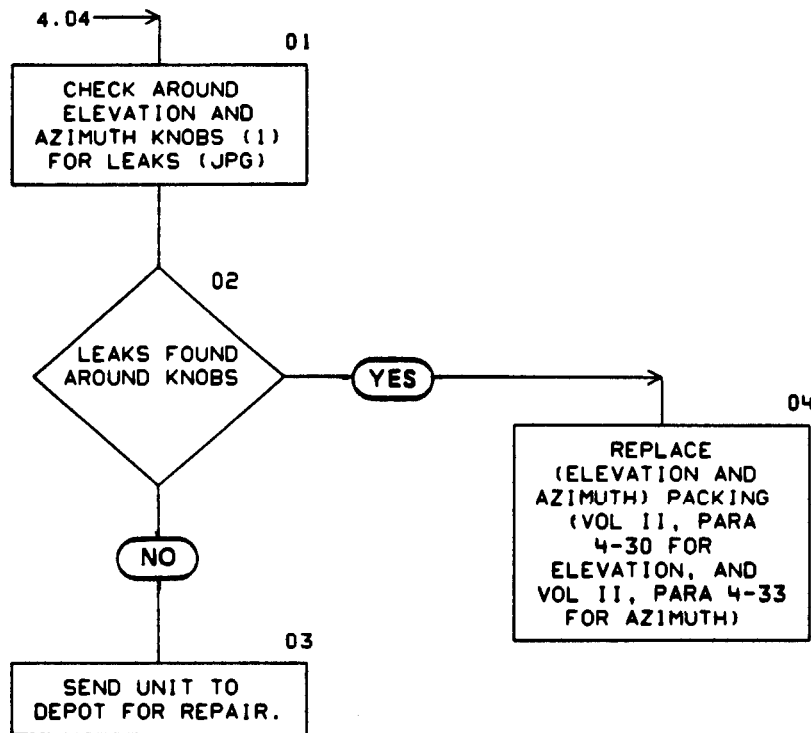 4.04
01
CHECK AROUND
ELEVATION AND
AZIMUTH KNOBS (1)
FOR LEAKS (JPG)
02
LEAKS FOUND
AROUND KNOBS
YES
04
REPLACE
(ELEVATION AND
AZIMUTH) PACKING
(VOL II, PARA
4-30 FOR
ELEVATION, AND
VOL II, PARA 4-33
FOR AZIMUTH)
NO
03
SEND UNIT TO
DEPOT FOR REPAIR.